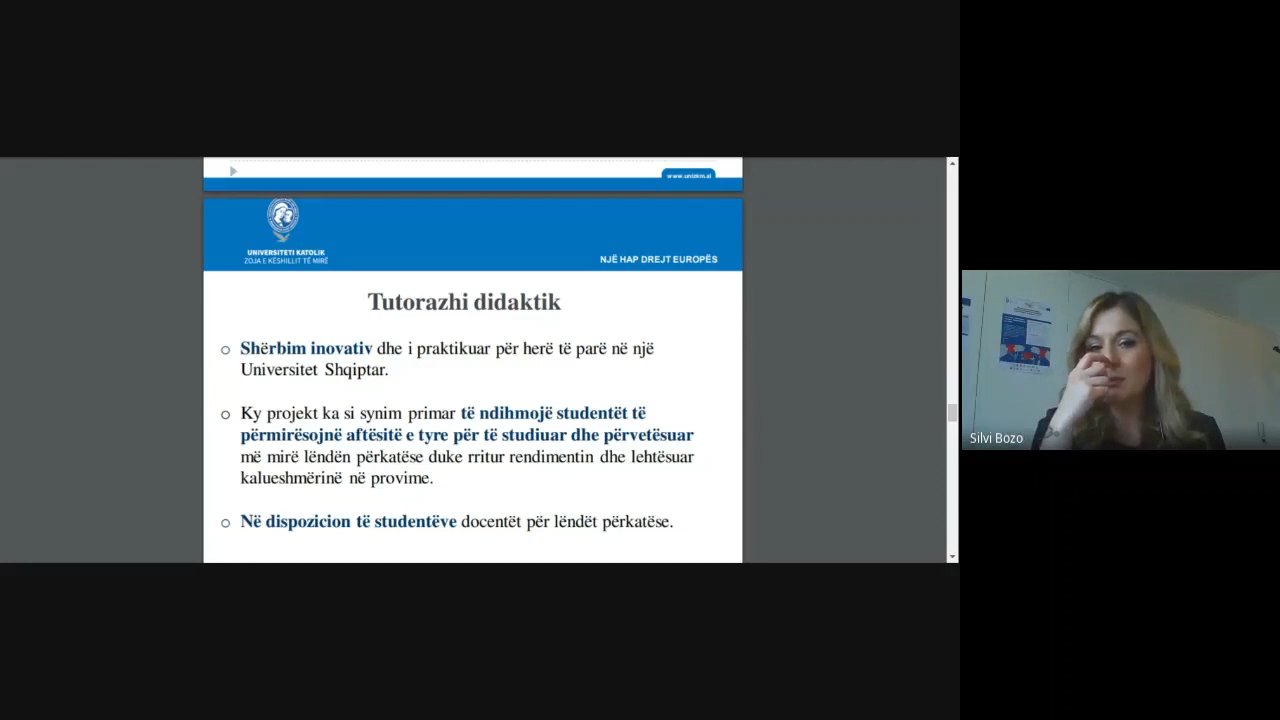 www.unizkm.al
UNIVERSITETI KATOLIK
ZOJA E KËSHILLIT TË MIRË
NJË HAP DREJT EUROPËS
Tutorazhi didaktik
Shërbim inovativ dhe i praktikuar për herë të parë në një
Universitet Shqiptar.
Ky projekt ka si synim primar të ndihmojë studentët të
përmirësojnë aftësitë e tyre për të studiuar dhe përvetësuar
më mirë lëndën përkatëse duke rritur rendimentin dhe lehtësuar
kalueshmërinë në provime.
Në dispozicion të studentëve docentët për lëndët përkatëse.
Silvi Bozo